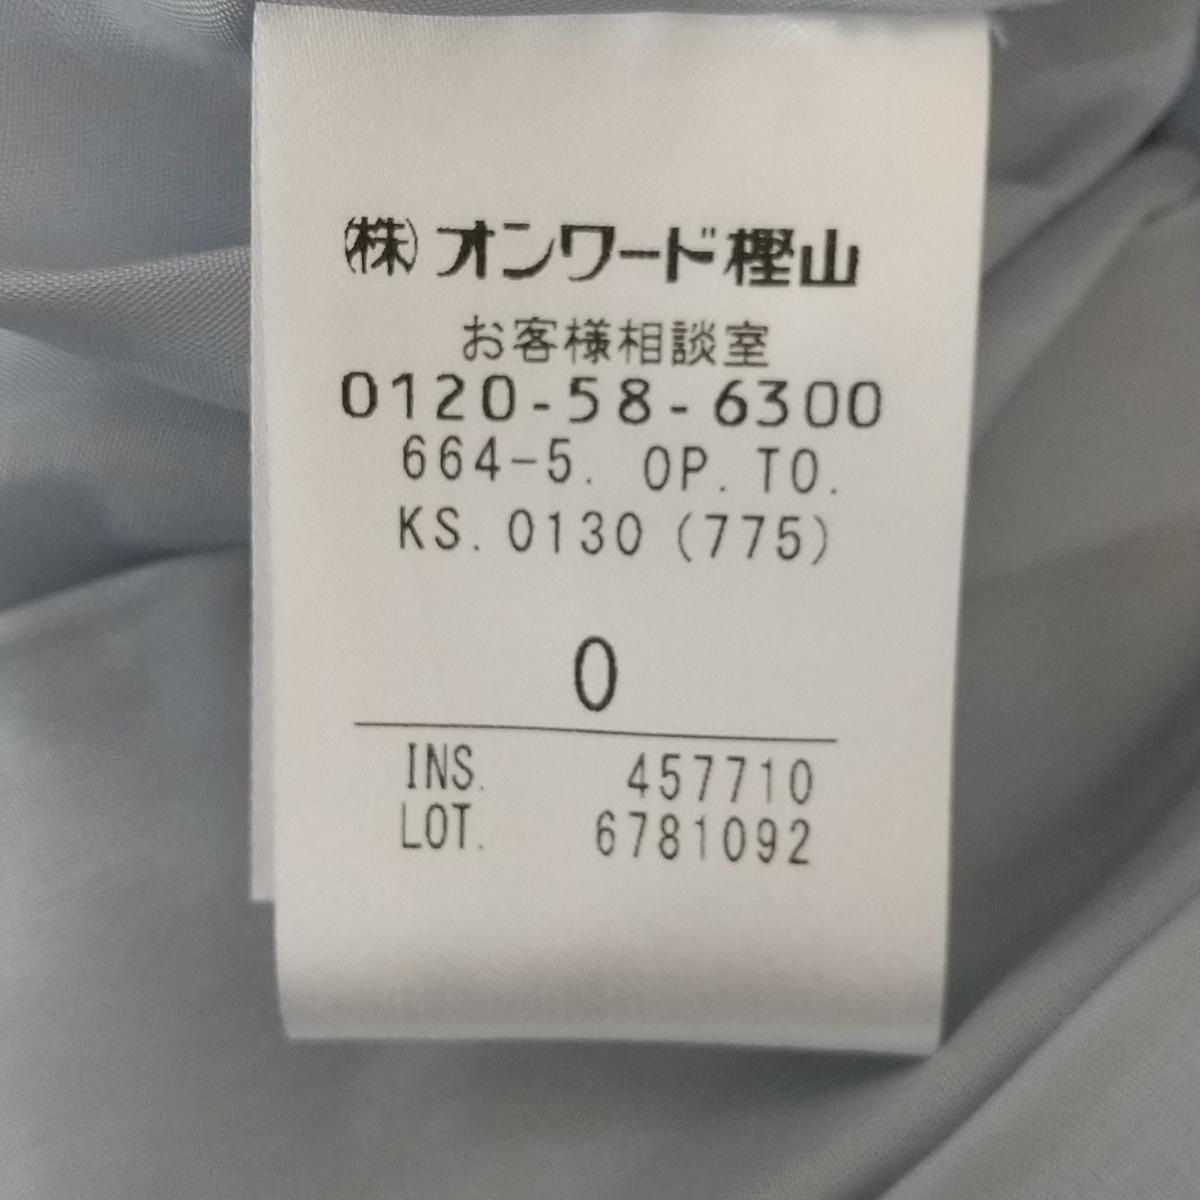 ㈱オンワード樫山
お客様相談室
0120-58-6300
664-5. OP. TO.
KS. 0130 (775)
0
INS. 457710
LOT. 6781092